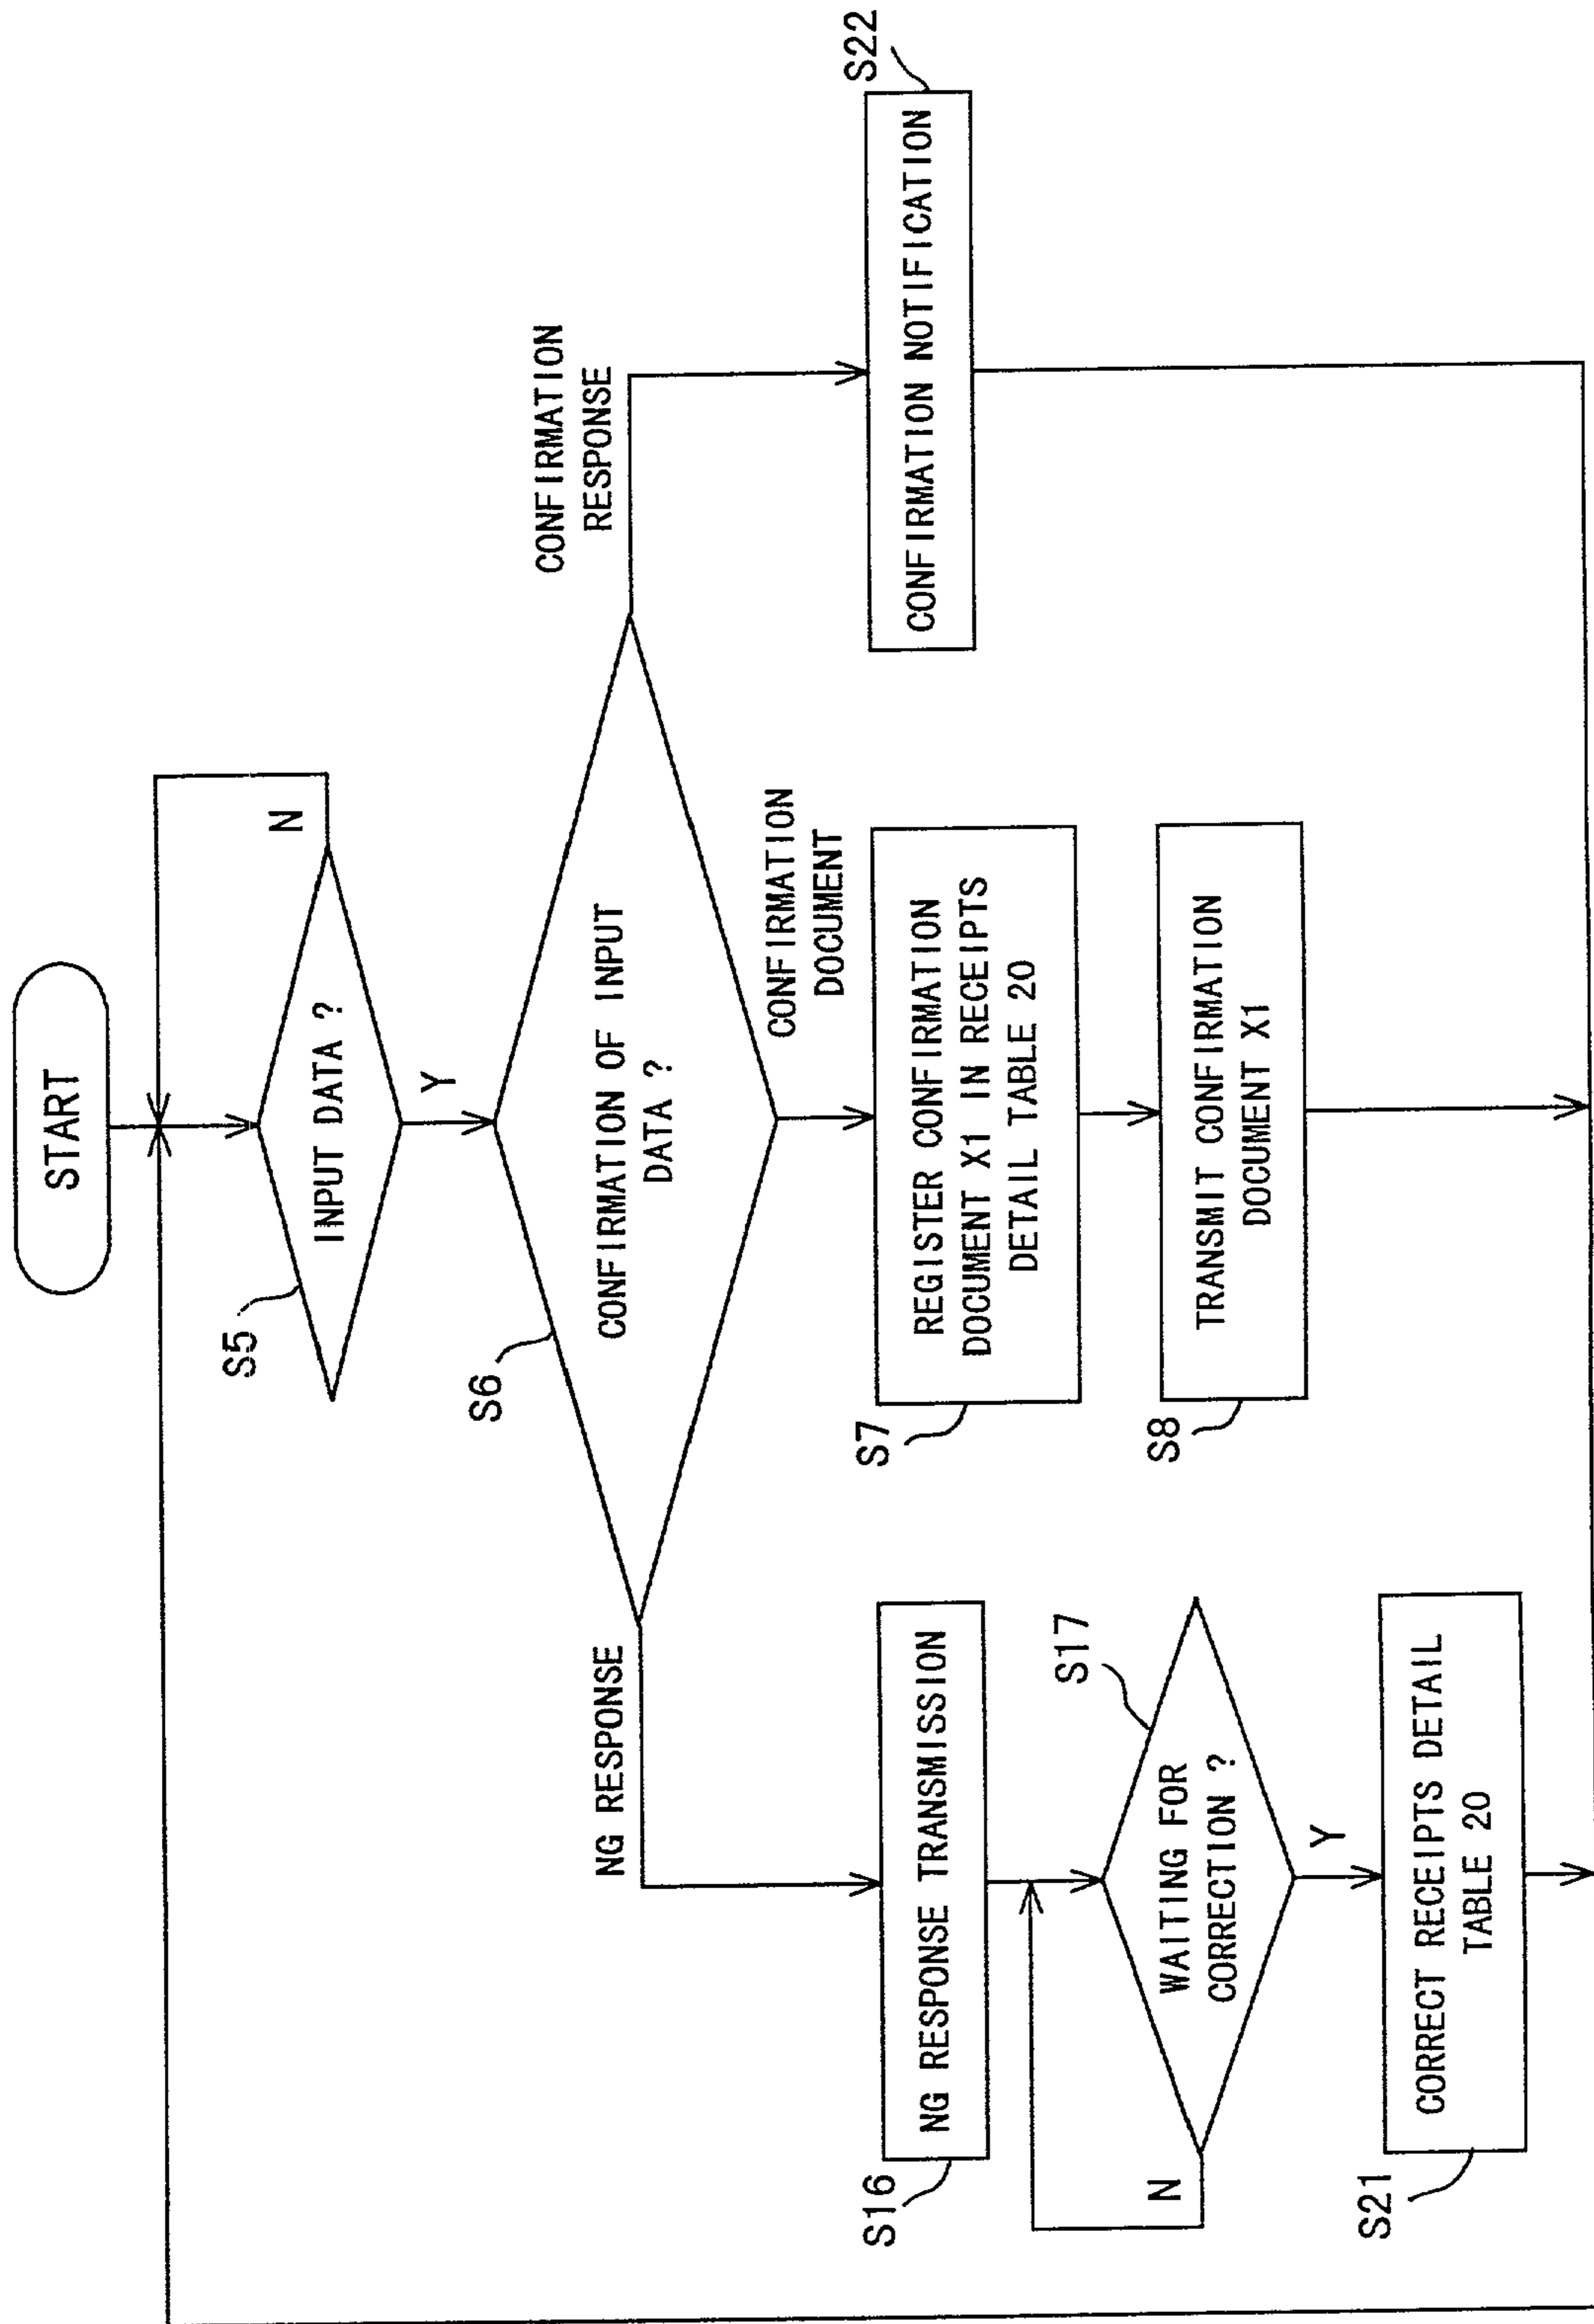 START
S5
INPUT DATA ?
N
Y
S6
CONFIRMATION OF INPUT
DATA ?
NG RESPONSE
CONFIRMATION
RESPONSE
CONFIRMATION
DOCUMENT
S16
NG RESPONSE TRANSMISSION
S17
WAITING FOR
CORRECTION ?
N
Y
S21
CORRECT RECEIPTS DETAIL
TABLE 20
S7
REGISTER CONFIRMATION
DOCUMENT X1 IN RECEIPTS
DETAIL TABLE 20
S8
TRANSMIT CONFIRMATION
DOCUMENT X1
S22
CONFIRMATION NOTIFICATION